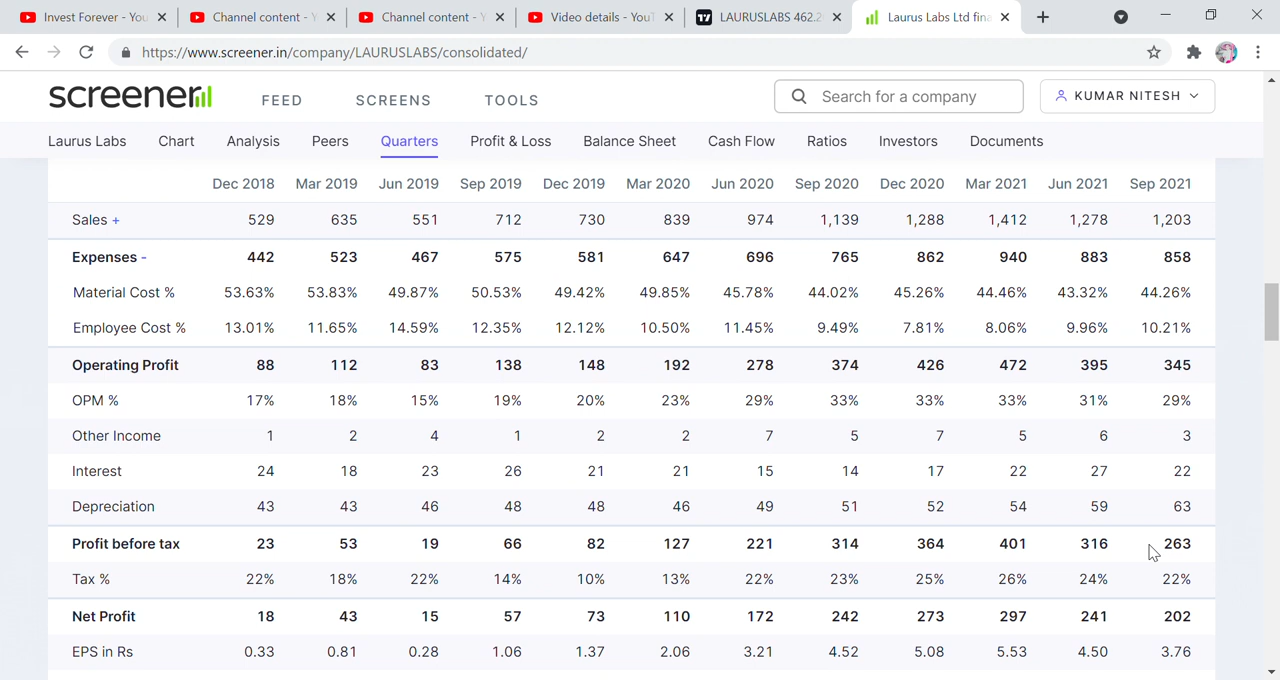 Invest Forever - You Channel content - Y Channel content - Y Video details - YouT LAURUSLABS 462.2 Laurus Labs Ltd fina
https://www.screener.in/company/LAURUSLABS/consolidated/
screener FEED SCREENS TOOLS Search for a company KUMAR NITESH
Laurus Labs Chart Analysis Peers Quarters Profit & Loss Balance Sheet Cash Flow Ratios Investors Documents
Dec 2018 Mar 2019 Jun 2019 Sep 2019 Dec 2019 Mar 2020 Jun 2020 Sep 2020 Dec 2020 Mar 2021 Jun 2021 Sep 2021
Sales + 529 635 551 712 730 839 974 1,139 1,288 1,412 1,278 1,203
Expenses - 442 523 467 575 581 647 696 765 862 940 883 858
Material Cost % 53.63% 53.83% 49.87% 50.53% 49.42% 49.85% 45.78% 44.02% 45.26% 44.46% 43.32% 44.26%
Employee Cost % 13.01% 11.65% 14.59% 12.35% 12.12% 10.50% 11.45% 9.49% 7.81% 8.06% 9.96% 10.21%
Operating Profit 88 112 83 138 148 192 278 374 426 472 395 345
OPM % 17% 18% 15% 19% 20% 23% 29% 33% 33% 33% 31% 29%
Other Income 1 2 4 1 2 2 7 5 7 5 6 3
Interest 24 18 23 26 21 21 15 14 17 22 27 22
Depreciation 43 43 46 48 48 46 49 51 52 54 59 63
Profit before tax 23 53 19 66 82 127 221 314 364 401 316 263
Tax % 22% 18% 22% 14% 10% 13% 22% 23% 25% 26% 24% 22%
Net Profit 18 43 15 57 73 110 172 242 273 297 241 202
EPS in Rs 0.33 0.81 0.28 1.06 1.37 2.06 3.21 4.52 5.08 5.53 4.50 3.76